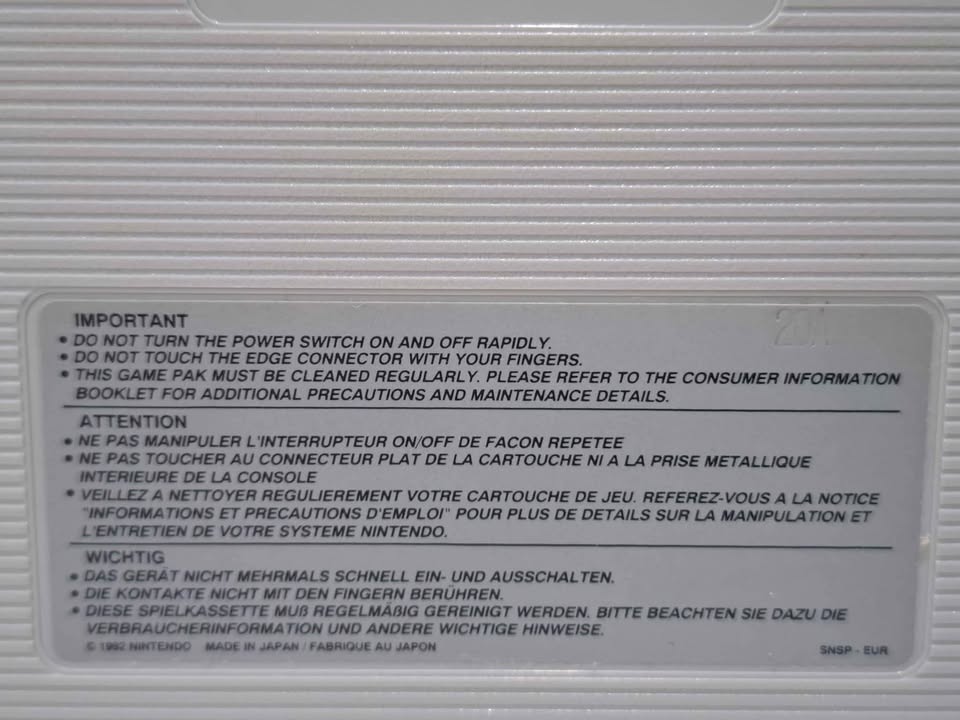 IMPORTANT
• DO NOT TURN THE POWER SWITCH ON AND OFF RAPIDLY.
• DO NOT TOUCH THE EDGE CONNECTOR WITH YOUR FINGERS.
• THIS GAME PAK MUST BE CLEANED REGULARLY. PLEASE REFER TO THE CONSUMER INFORMATION
BOOKLET FOR ADDITIONAL PRECAUTIONS AND MAINTENANCE DETAILS.
ATTENTION
• NE PAS MANIPULER L'INTERRUPTEUR ON/OFF DE FACON REPETEE
• NE PAS TOUCHER AU CONNECTEUR PLAT DE LA CARTOUCHE NI A LA PRISE METALLIQUE
INTERIEURE DE LA CONSOLE
• VEILLEZ A NETTOYER REGULIEREMENT VOTRE CARTOUCHE DE JEU. REFEREZ-VOUS A LA NOTICE
"INFORMATIONS ET PRECAUTIONS D'EMPLOI" POUR PLUS DE DETAILS SUR LA MANIPULATION ET
L'ENTRETIEN DE VOTRE SYSTEME NINTENDO.
WICHTIG
• DAS GERÄT NICHT MEHRMALS SCHNELL EIN- UND AUSSCHALTEN.
• DIE KONTAKTE NICHT MIT DEN FINGERN BERÜHREN.
• DIESE SPIELKASSETTE MUß REGELMÄßIG GEREINIGT WERDEN. BITTE BEACHTEN SIE DAZU DIE
VERBRAUCHERINFORMATION UND ANDERE WICHTIGE HINWEISE.
© 1992 NINTENDO MADE IN JAPAN / FABRIQUE AU JAPON
SNSP - EUR